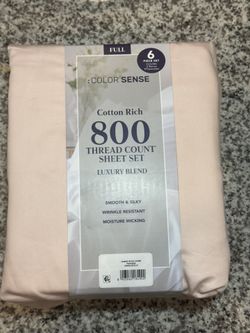 FULL
6
PIECE SET
:COLOR SENSE
Cotton Rich
800
THREAD COUNT
SHEET SET
LUXURY BLEND
SMOOTH & SILKY
WRINKLE RESISTANT
MOISTURE WICKING